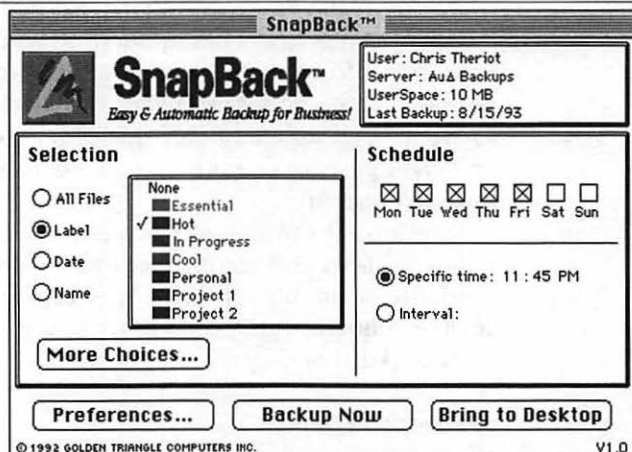 SnapBack™
SnapBack™
Easy & Automatic Backup for Business!
User: Chris Theriot
Server: Au∆ Backups
UserSpace: 10 MB
Last Backup: 8/15/93
Selection
All Files
Label
Date
Name
None
Essential
√ Hot
In Progress
Cool
Personal
Project 1
Project 2
More Choices...
Schedule
Mon Tue Wed Thu Fri Sat Sun
Specific time: 11:45 PM
Interval:
Preferences...
Backup Now
Bring to Desktop
© 1992 GOLDEN TRIANGLE COMPUTERS INC.
V1.0